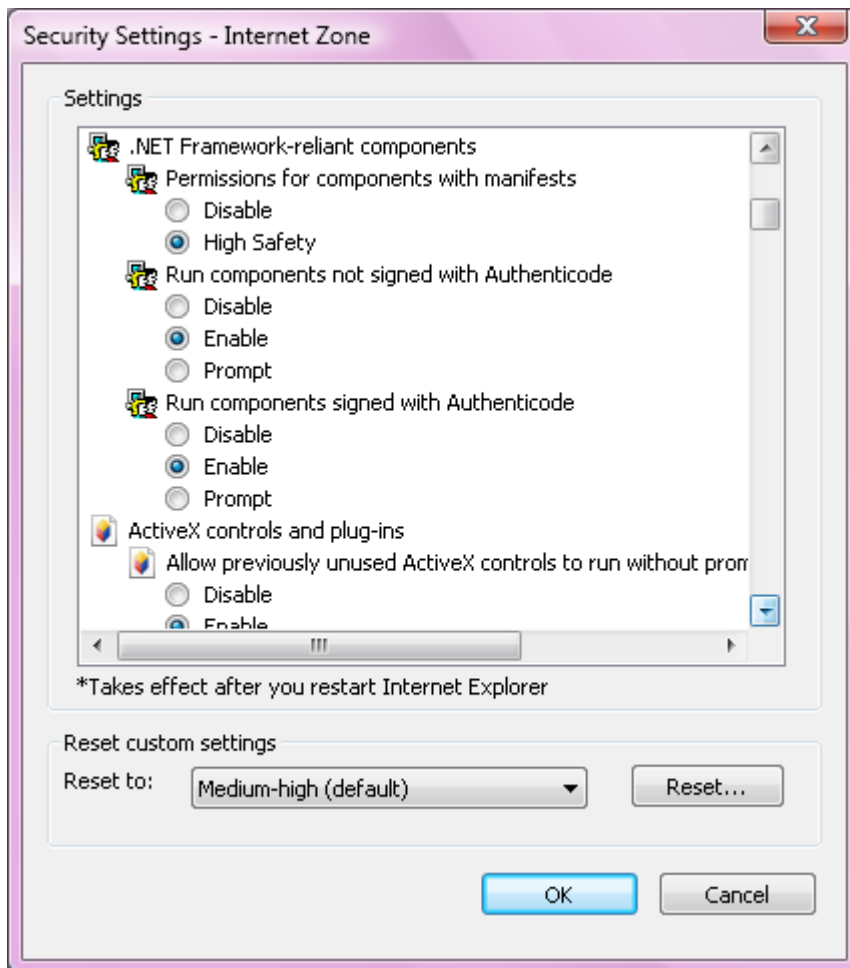 Security Settings - Internet Zone
Settings
.NET Framework-reliant components
Permissions for components with manifests
Disable
High Safety
Run components not signed with Authenticode
Disable
Enable
Prompt
Run components signed with Authenticode
Disable
Enable
Prompt
ActiveX controls and plug-ins
Allow previously unused ActiveX controls to run without prom
Disable
Enable
*Takes effect after you restart Internet Explorer
Reset custom settings
Reset to: Medium-high (default) Reset...
OK Cancel